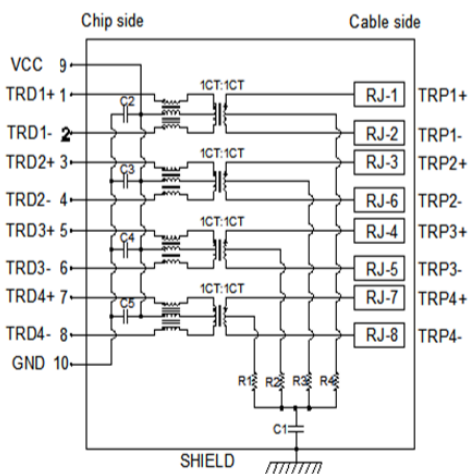 Chip side Cable side
VCC 9
TRD1+ 1 1CT:1CT RJ-1 TRP1+
C2
TRD1- 2 RJ-2 TRP1-
TRD2+ 3 1CT:1CT RJ-3 TRP2+
C3
TRD2- 4 RJ-6 TRP2-
TRD3+ 5 1CT:1CT RJ-4 TRP3+
C4
TRD3- 6 RJ-5 TRP3-
TRD4+ 7 1CT:1CT RJ-7 TRP4+
C5
TRD4- 8 RJ-8 TRP4-
GND 10
R1 R2 R3 R4
C1
SHIELD